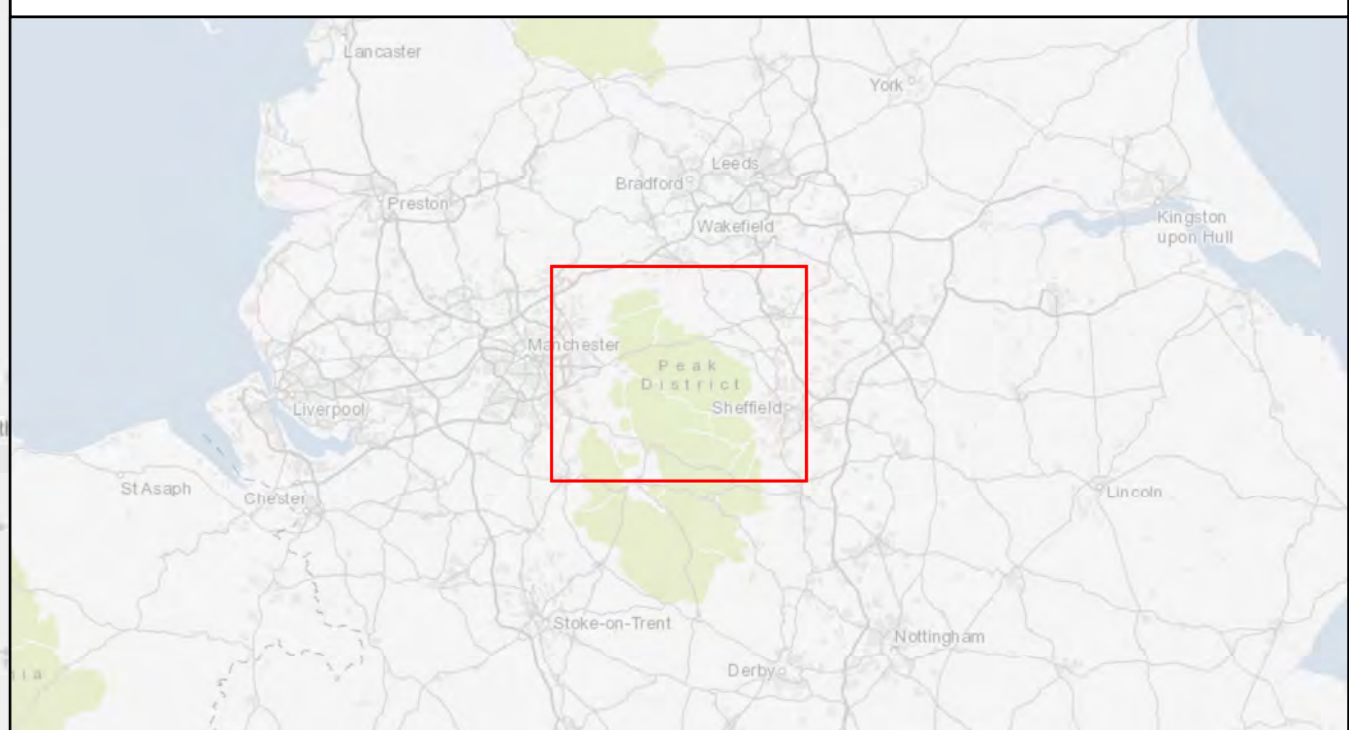 Lancaster
York
Leeds
Bradford
Preston
Kingston
upon Hull
Wakefield
Manchester
Peak
District
Liverpool
Sheffield
St Asaph
Chester
Lincoln
Stoke-on-Trent
Nottingham
Derby